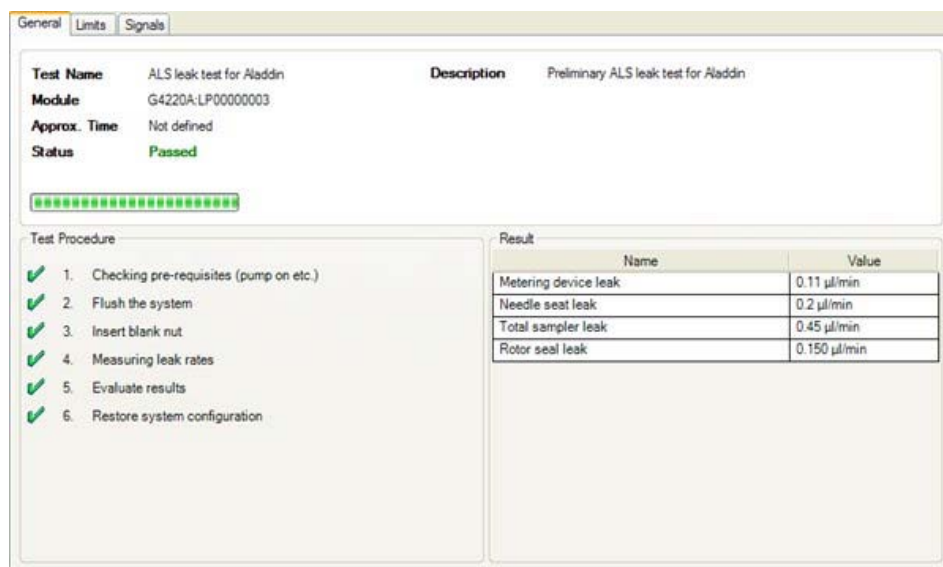 General Limits Signals
Test Name ALS leak test for Aladdin Description Preliminary ALS leak test for Aladdin
Module G4220A:LP00000003
Approx. Time Not defined
Status Passed
Test Procedure
1. Checking pre-requisites (pump on etc.)
2. Flush the system
3. Insert blank nut
4. Measuring leak rates
5. Evaluate results
6. Restore system configuration
Result
Name Value
Metering device leak 0.11 µl/min
Needle seat leak 0.2 µl/min
Total sampler leak 0.45 µl/min
Rotor seal leak 0.150 µl/min